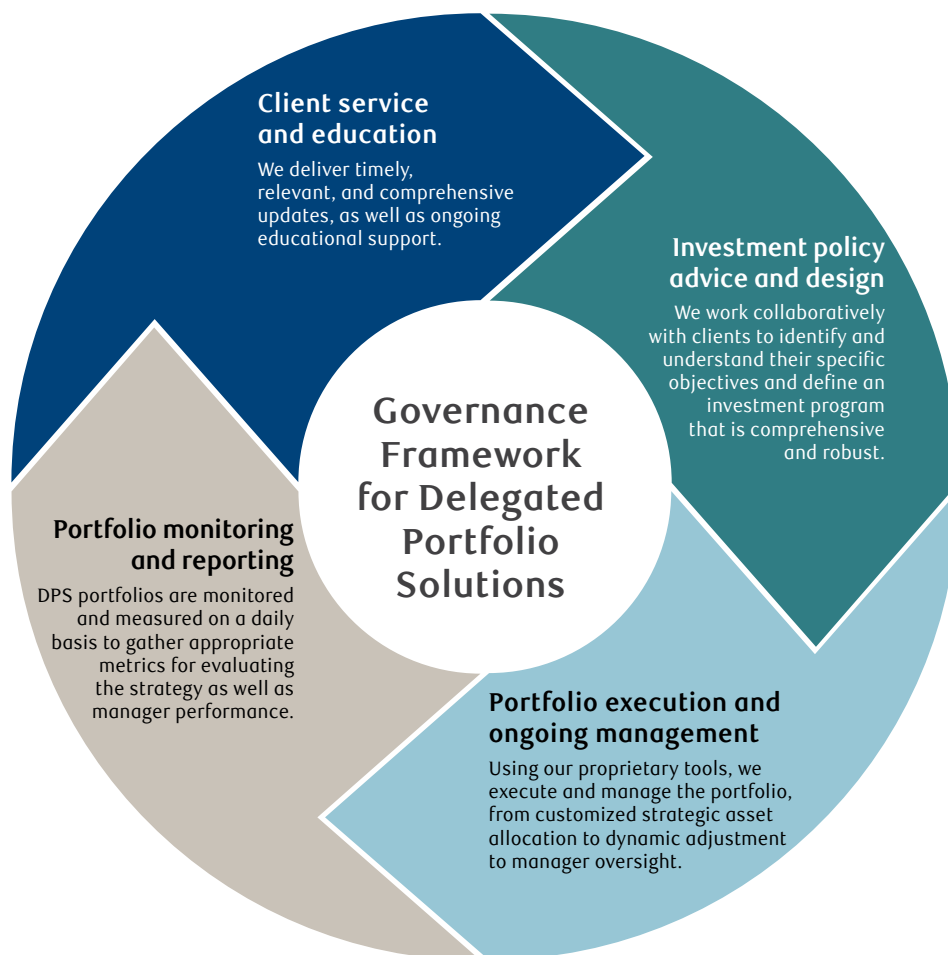 Client service
and education
We deliver timely,
relevant, and comprehensive
updates, as well as ongoing
educational support.
Investment policy
advice and design
We work collaboratively
with clients to identify and
understand their specific
objectives and define an
investment program
that is comprehensive
and robust.
Governance
Framework
for Delegated
Portfolio
Solutions
Portfolio monitoring
and reporting
DPS portfolios are monitored
and measured on a daily
basis to gather appropriate
metrics for evaluating
the strategy as well as
manager performance.
Portfolio execution and
ongoing management
Using our proprietary tools, we
execute and manage the portfolio,
from customized strategic asset
allocation to dynamic adjustment
to manager oversight.